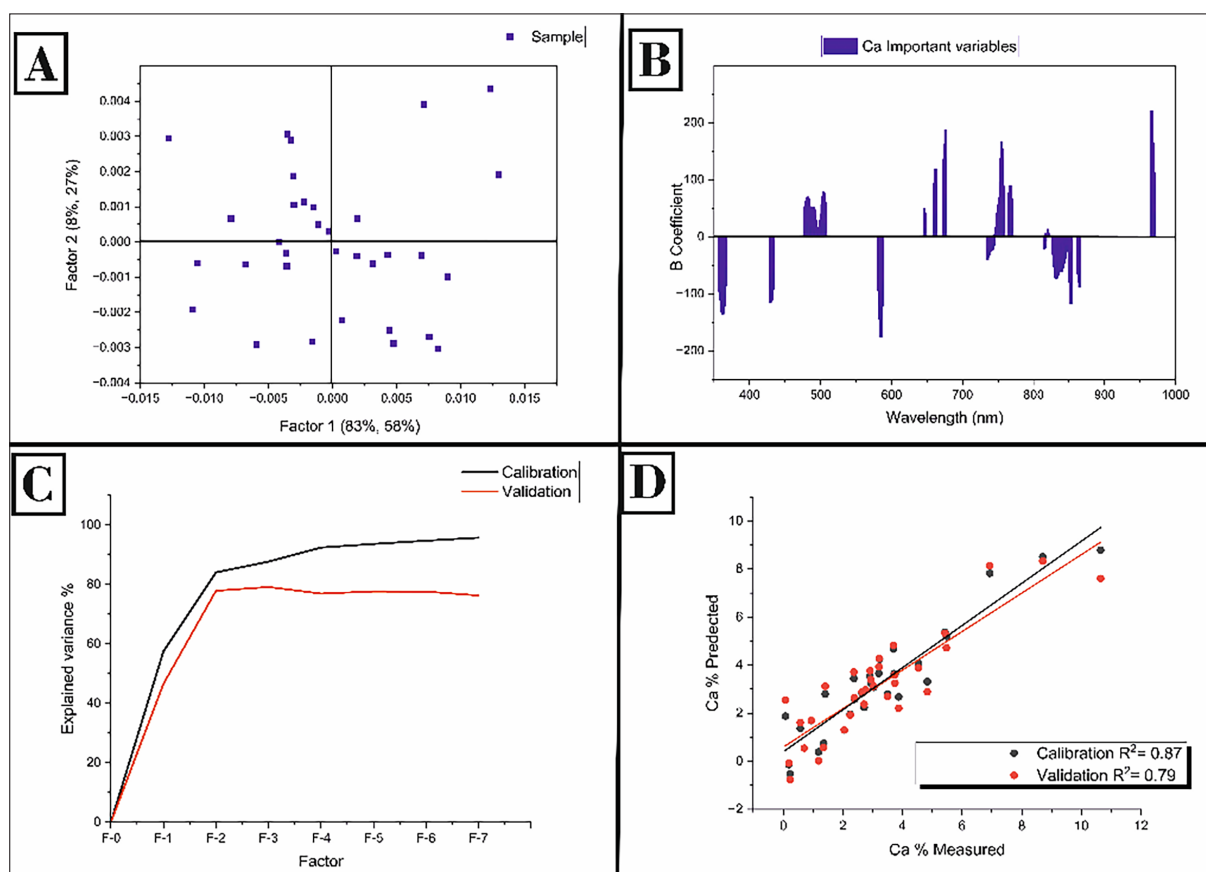 A
Sample
0.004
0.003
0.002
0.001
0.000
−0.001
−0.002
−0.003
−0.004
Factor 2 (8%, 27%)
−0.015 −0.010 −0.005 0.000 0.005 0.010 0.015
Factor 1 (83%, 58%)
B
Ca Important variables
200
100
0
−100
−200
B Coefficient
400 500 600 700 800 900 1000
Wavelength (nm)
C
Calibration
Validation
100
80
60
40
20
0
Explained variance %
F-0 F-1 F-2 F-3 F-4 F-5 F-6 F-7
Factor
D
10
8
6
4
2
0
−2
Ca % Predected
Calibration R²= 0.87
Validation R²= 0.79
0 2 4 6 8 10 12
Ca % Measured